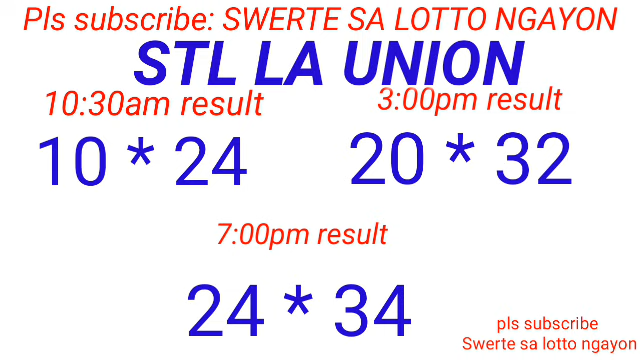 Pls subscribe: SWERTE SA LOTTO NGAYON
STL LA UNION
10:30am result
3:00pm result
10 * 24
20 * 32
7:00pm result
24 * 34
pls subscribe
Swerte sa lotto ngayon